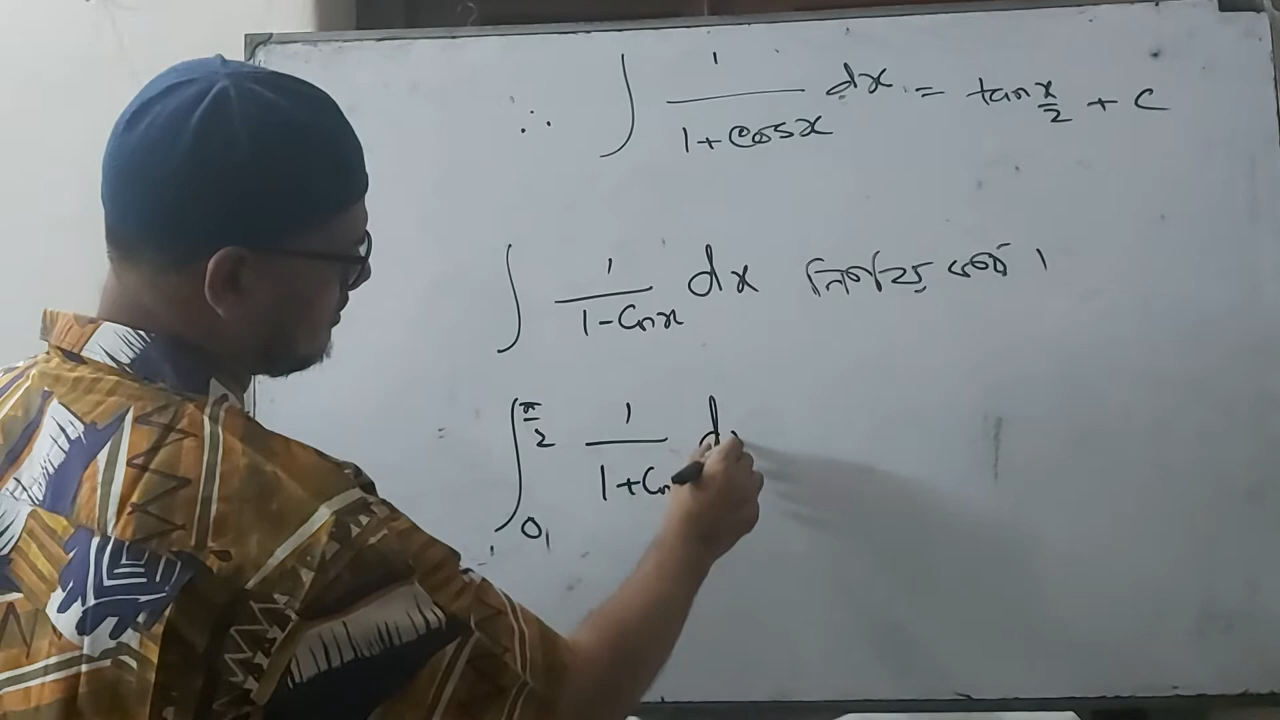 ∴ ∫ 1/(1+cosx) dx = tan x/2 + c
∫ 1/(1-cosx) dx নির্ণয় কর।
∫₀^(π/2) 1/(1+cos d